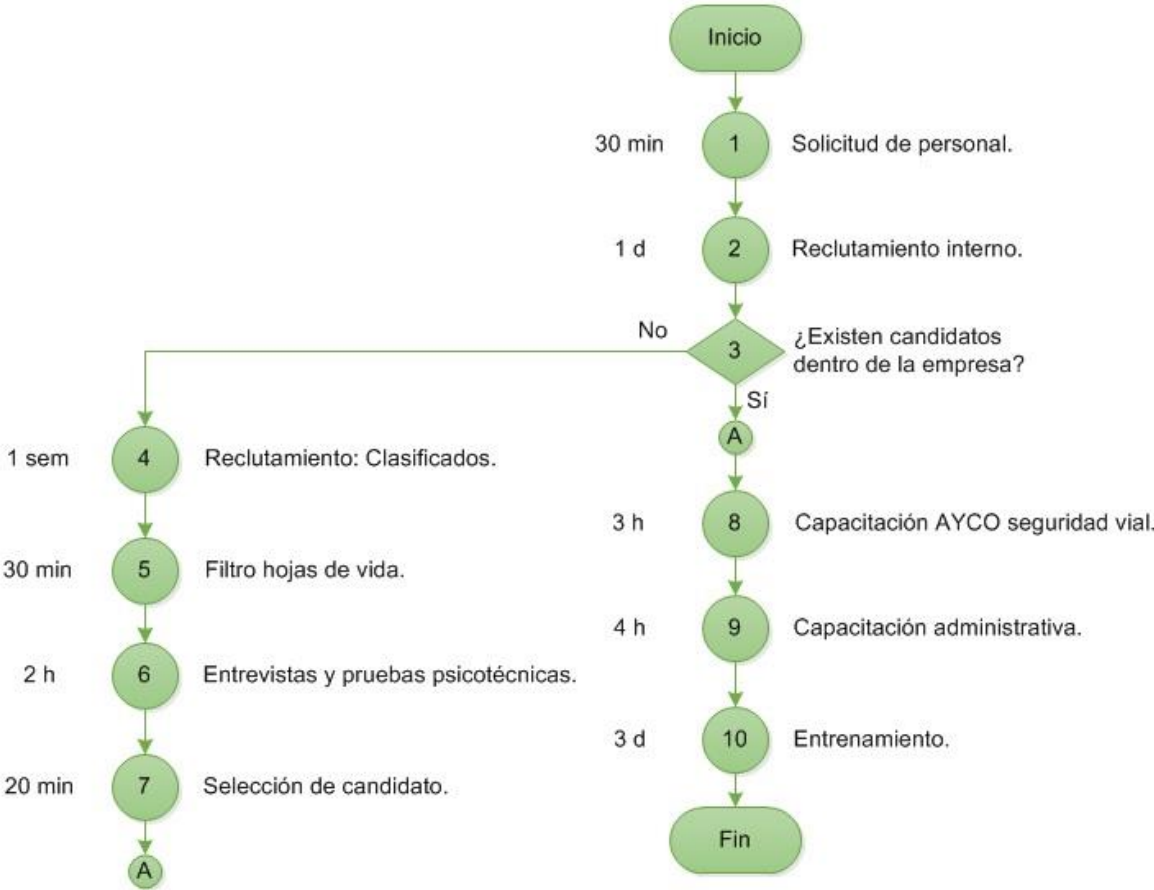 Inicio
30 min 1 Solicitud de personal.
1 d 2 Reclutamiento interno.
No 3 ¿Existen candidatos
dentro de la empresa?
Sí
A
1 sem 4 Reclutamiento: Clasificados.
30 min 5 Filtro hojas de vida.
2 h 6 Entrevistas y pruebas psicotécnicas.
20 min 7 Selección de candidato.
A
3 h 8 Capacitación AYCO seguridad vial.
4 h 9 Capacitación administrativa.
3 d 10 Entrenamiento.
Fin